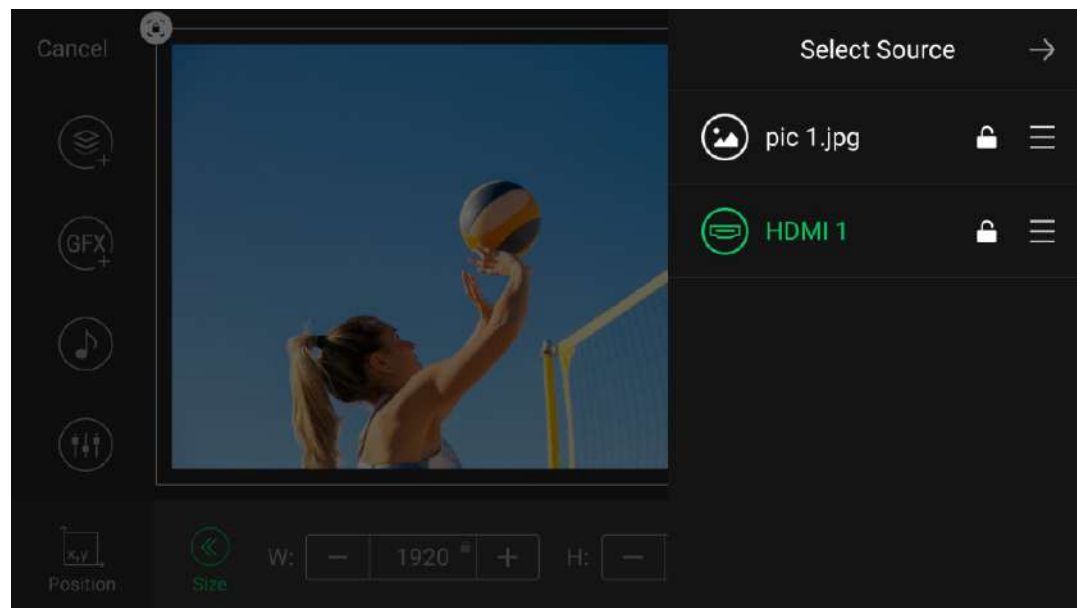 Cancel
Select Source
pic 1.jpg
GFX
HDMI 1
x,y
Position
Size
W:
1920
H: